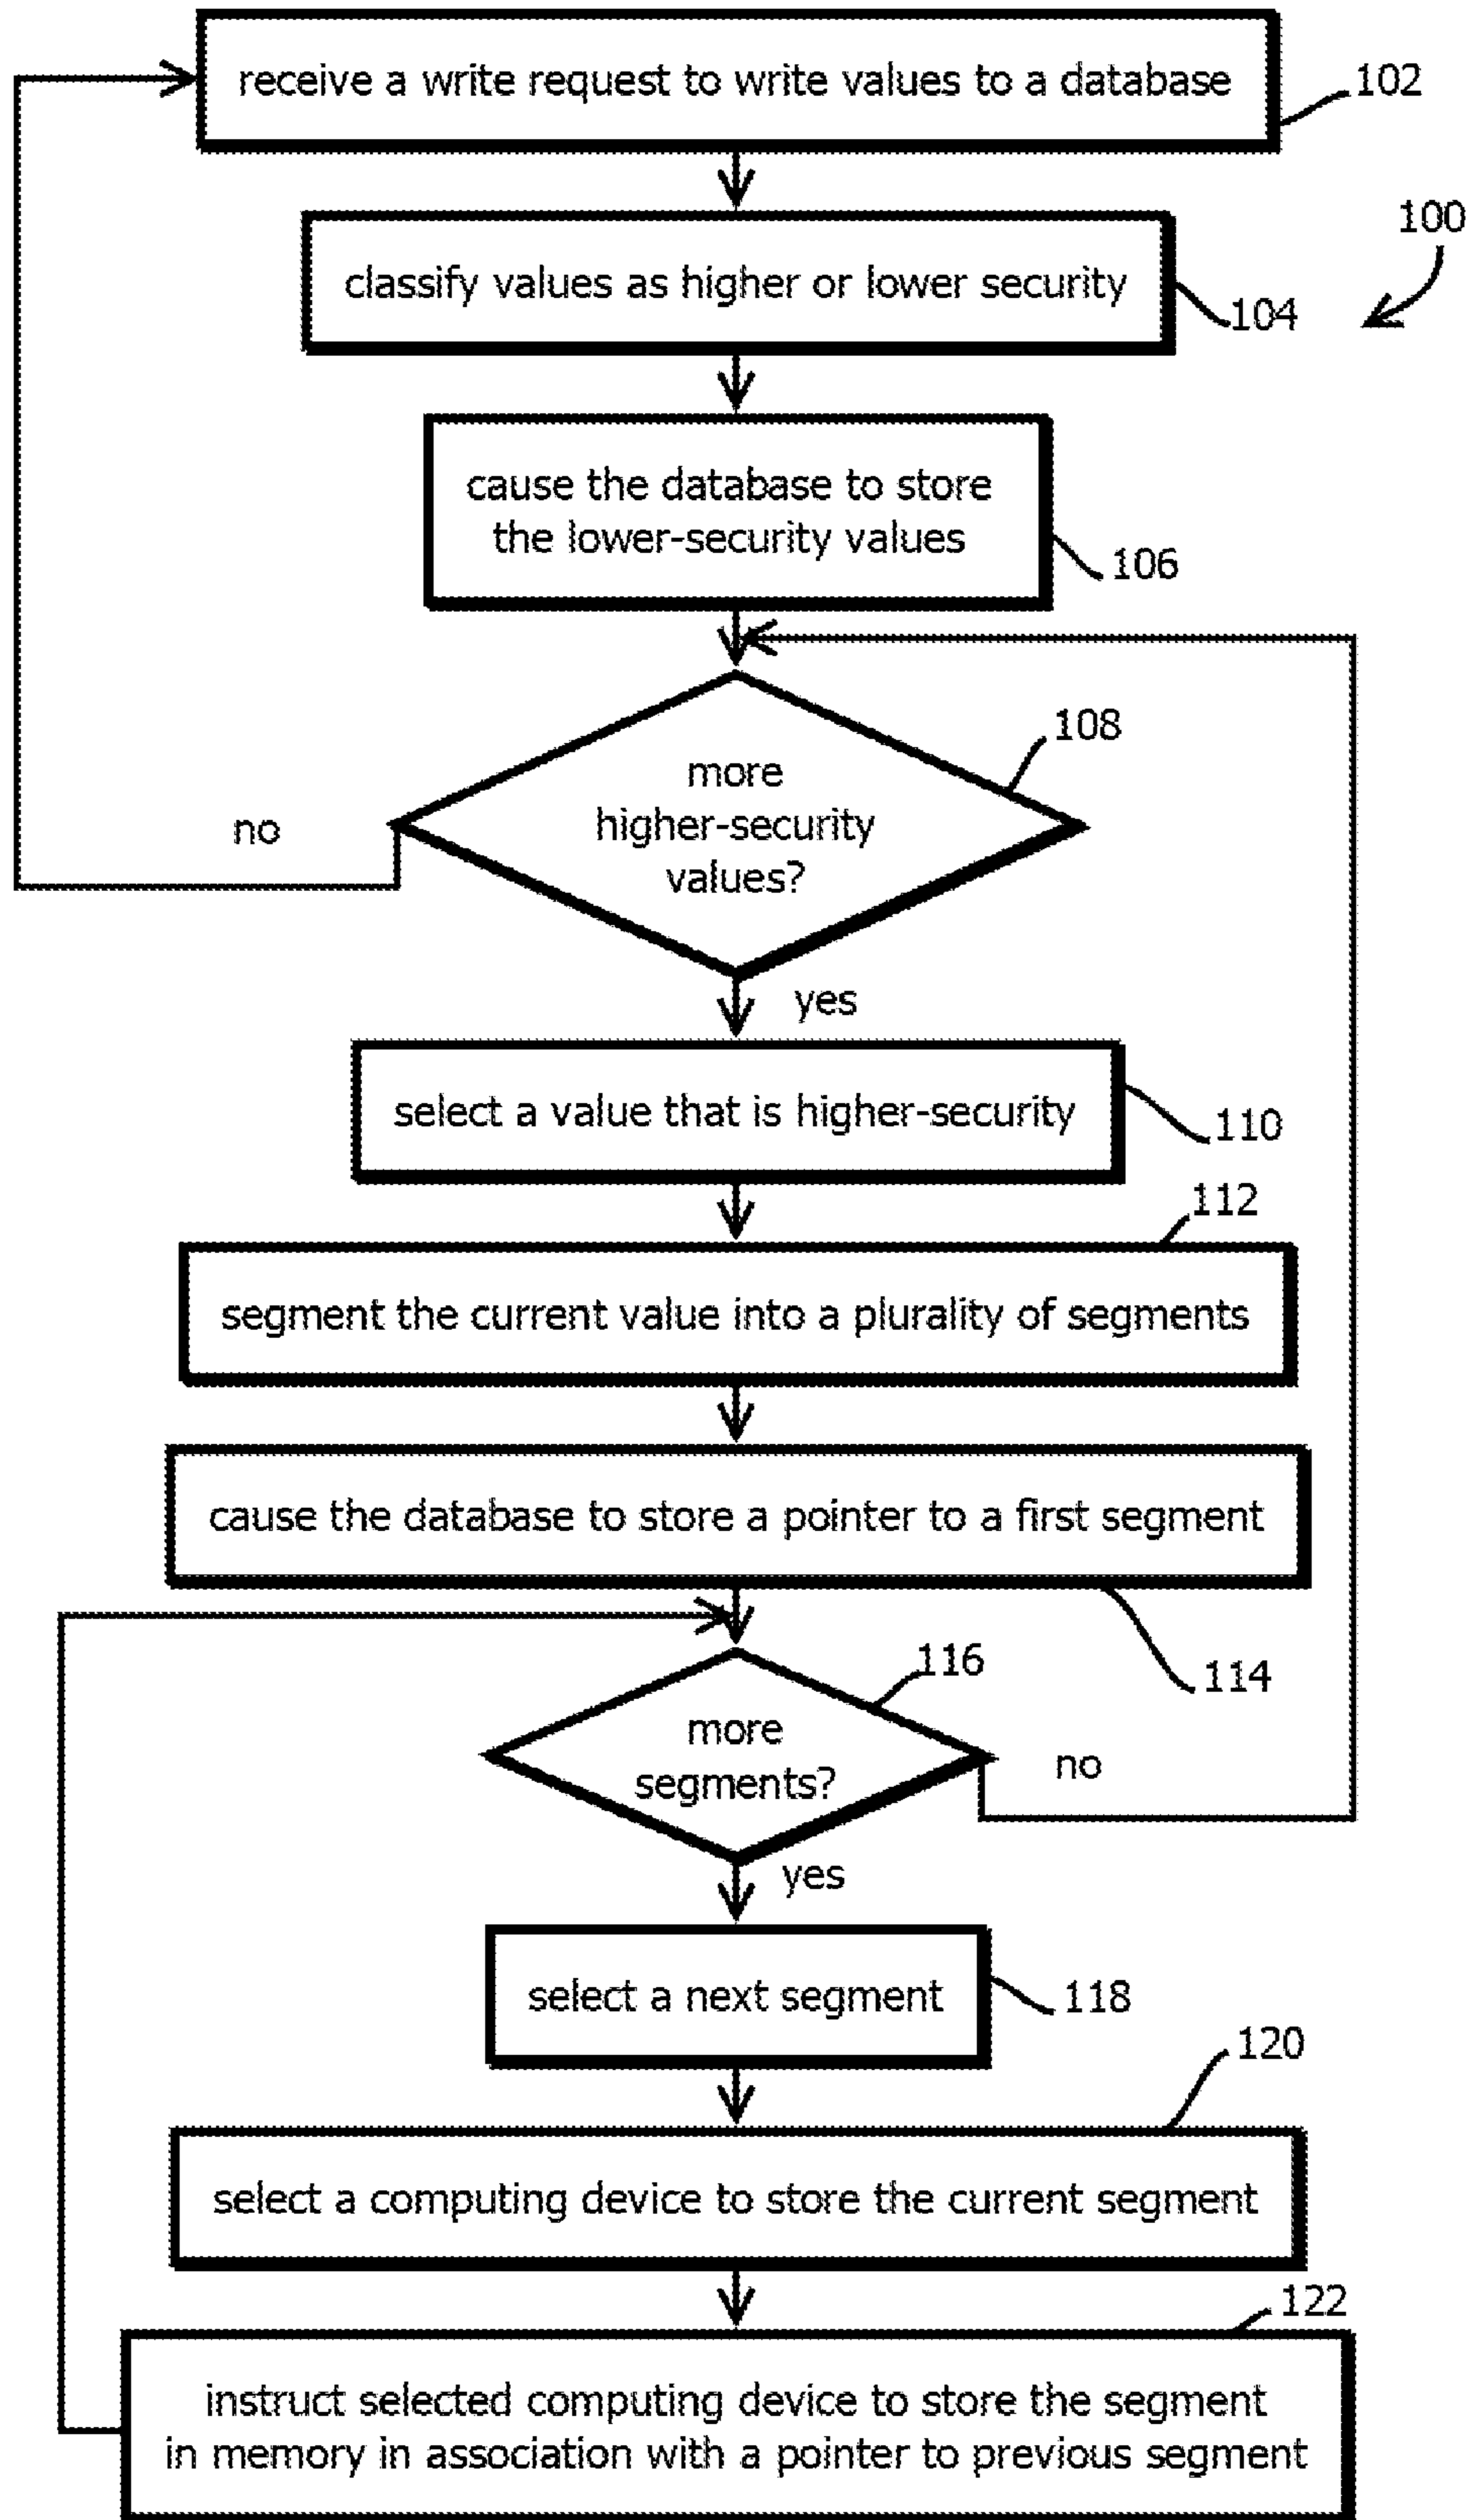 receive a write request to write values to a database
102
100
classify values as higher or lower security
104
cause the database to store
the lower-security values
106
108
more
higher-security
values?
no
yes
select a value that is higher-security
110
112
segment the current value into a plurality of segments
cause the database to store a pointer to a first segment
114
116
more
segments?
no
yes
select a next segment
118
120
select a computing device to store the current segment
122
instruct selected computing device to store the segment
in memory in association with a pointer to previous segment